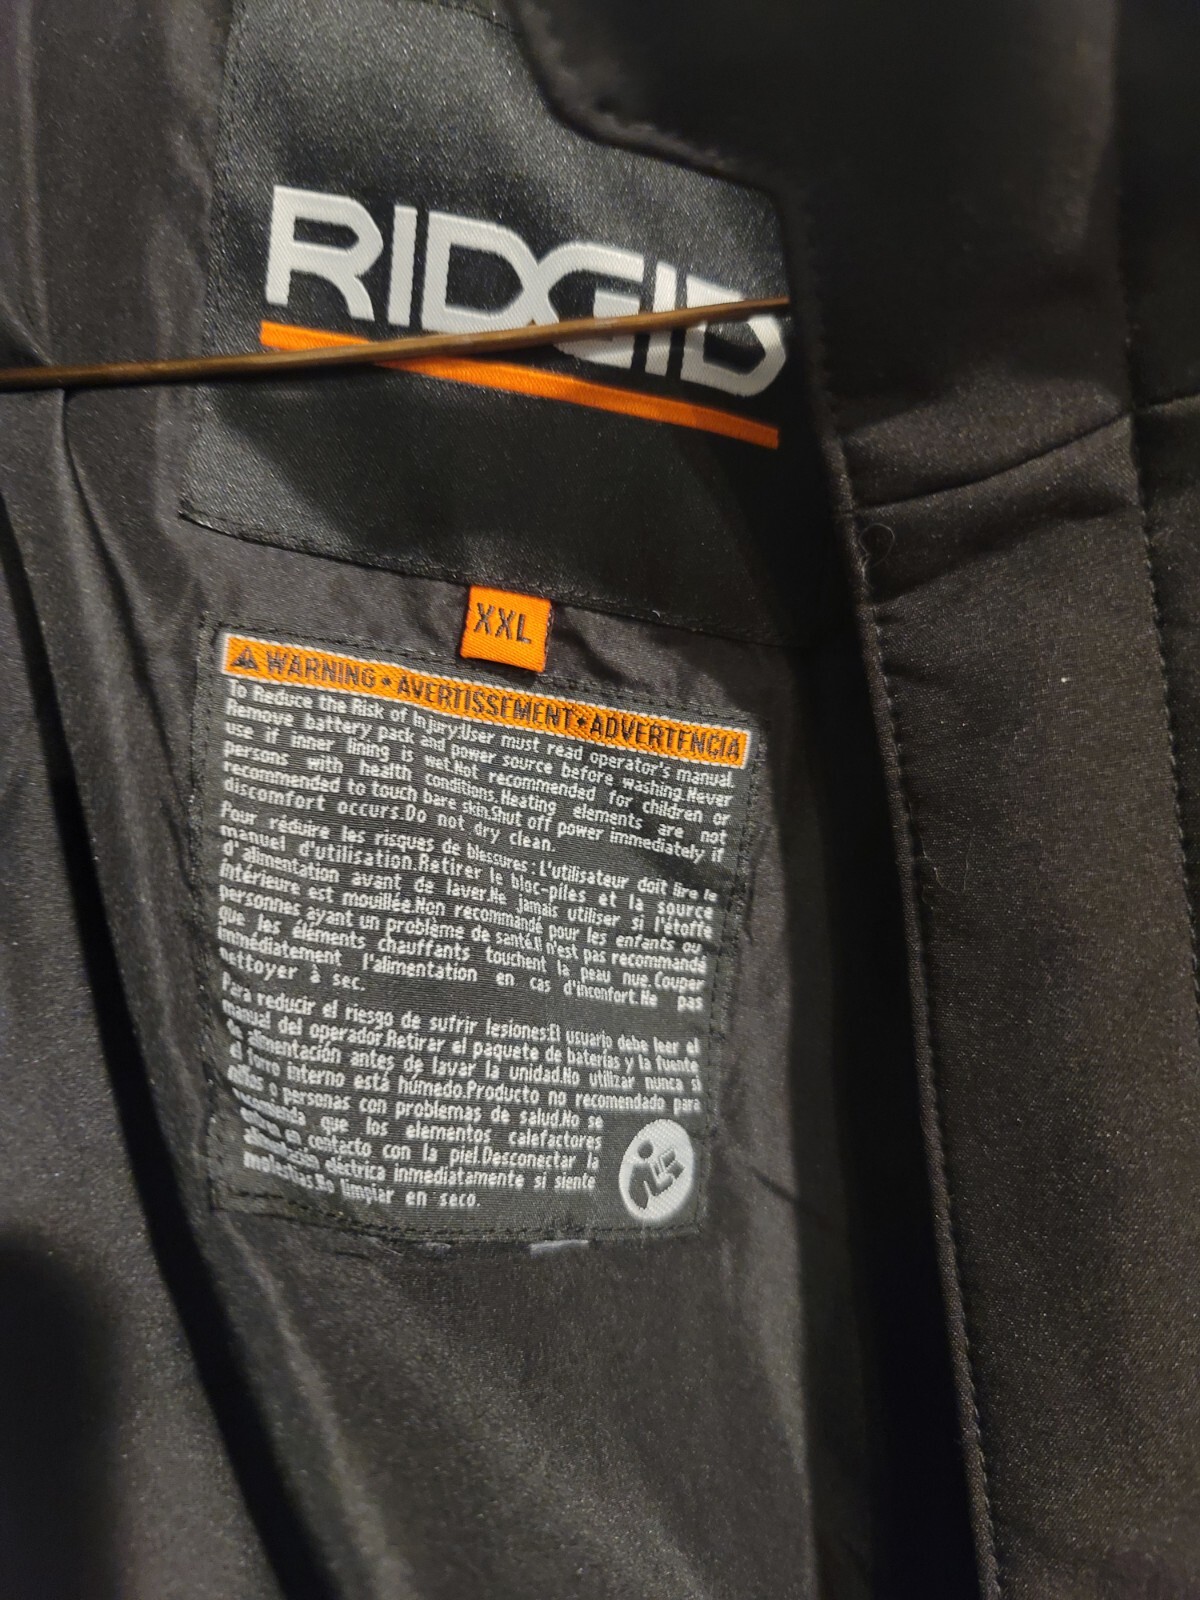 RIDGID
XXL
WARNING • AVERTISSEMENT • ADVERTENCIA
To Reduce the Risk of Injury:User must read operator's manual
Remove battery pack and power source before washing.Never
use if inner lining is wet.Not recommended for children or
persons with health conditions.Heating elements are not
recommended to touch bare skin.Shut off power immediately if
discomfort occurs.Do not dry clean.
Pour réduire les risques de blessures : L'utilisateur doit lire le
manuel d'utilisation.Retirer le bloc-piles et la source
d'alimentation avant de laver.Ne jamais utiliser si l'étoffe
intérieure est mouillée.Non recommandé pour les enfants ou
personnes ayant un problème de santé.Il n'est pas recommandé
que les éléments chauffants touchent la peau nue.Couper
immédiatement l'alimentation en cas d'inconfort.Ne pas
nettoyer à sec.
Para reducir el riesgo de sufrir lesiones:El usuario debe leer el
manual del operador.Retirar el paquete de baterías y la fuente
de alimentación antes de lavar la unidad.No utilizar nunca si
el forro interno está húmedo.Producto no recomendado para
niños o personas con problemas de salud.No se
recomienda que los elementos calefactores
entren en contacto con la piel.Desconectar la
alimentación eléctrica inmediatamente si siente
molestias.No limpiar en seco.